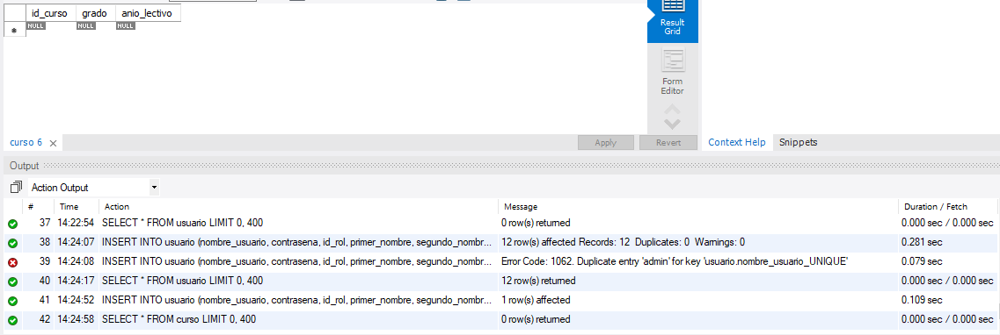 id_curso grado anio_lectivo
NULL NULL NULL
Result
Grid
Form
Editor
curso 6
Apply Revert Context Help Snippets
Output
Action Output
# Time Action Message Duration / Fetch
37 14:22:54 SELECT * FROM usuario LIMIT 0, 400 0 row(s) returned 0.000 sec / 0.000 sec
38 14:24:07 INSERT INTO usuario (nombre_usuario, contrasena, id_rol, primer_nombre, segundo_nombr... 12 row(s) affected Records: 12 Duplicates: 0 Warnings: 0 0.281 sec
39 14:24:08 INSERT INTO usuario (nombre_usuario, contrasena, id_rol, primer_nombre, segundo_nombr... Error Code: 1062. Duplicate entry 'admin' for key 'usuario.nombre_usuario_UNIQUE' 0.079 sec
40 14:24:17 SELECT * FROM usuario LIMIT 0, 400 12 row(s) returned 0.000 sec / 0.000 sec
41 14:24:52 INSERT INTO usuario (nombre_usuario, contrasena, id_rol, primer_nombre, segundo_nombr... 1 row(s) affected 0.109 sec
42 14:24:58 SELECT * FROM curso LIMIT 0, 400 0 row(s) returned 0.000 sec / 0.000 sec